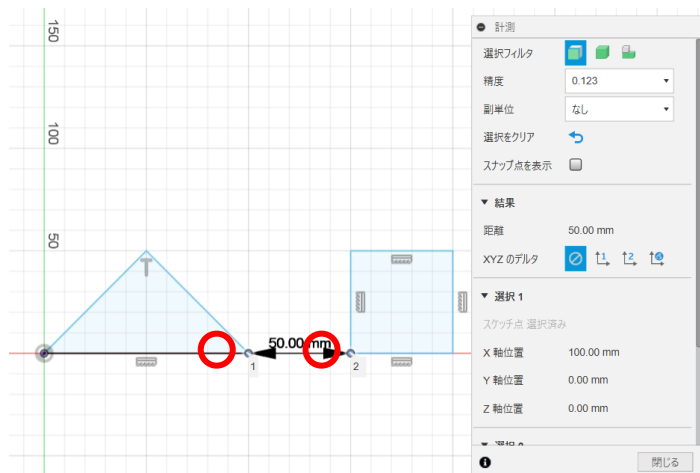 150
100
50
50.00 mm
1
2
計測
選択フィルタ
精度
0.123
副単位
なし
選択をクリア
スナップ点を表示
結果
距離
50.00 mm
XYZ のデルタ
1
2
選択 1
スケッチ点 選択済み
X 軸位置
100.00 mm
Y 軸位置
0.00 mm
Z 軸位置
0.00 mm
閉じる